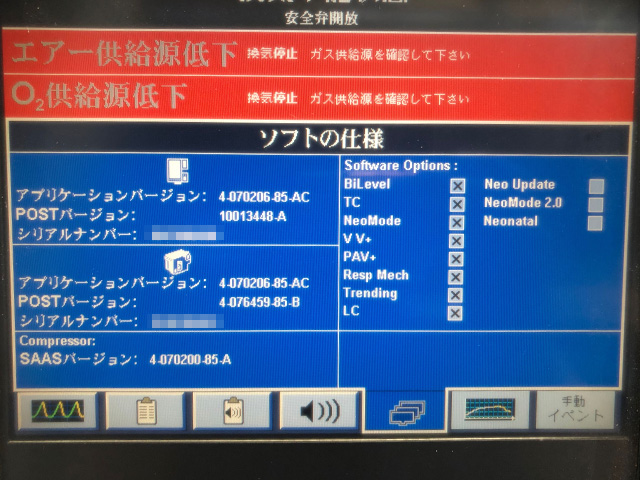 安全弁開放
エアー供給源低下 換気停止 ガス供給源を確認して下さい
O2供給源低下 換気停止 ガス供給源を確認して下さい
ソフトの仕様
アプリケーションバージョン: 4-070206-85-AC
POSTバージョン: 10013448-A
シリアルナンバー:
アプリケーションバージョン: 4-070206-85-AC
POSTバージョン: 4-076459-85-B
シリアルナンバー:
Compressor:
SAASバージョン: 4-070200-85-A
Software Options :
BiLevel
TC
NeoMode
V V+
PAV+
Resp Mech
Trending
LC
Neo Update
NeoMode 2.0
Neonatal
手動
イベント